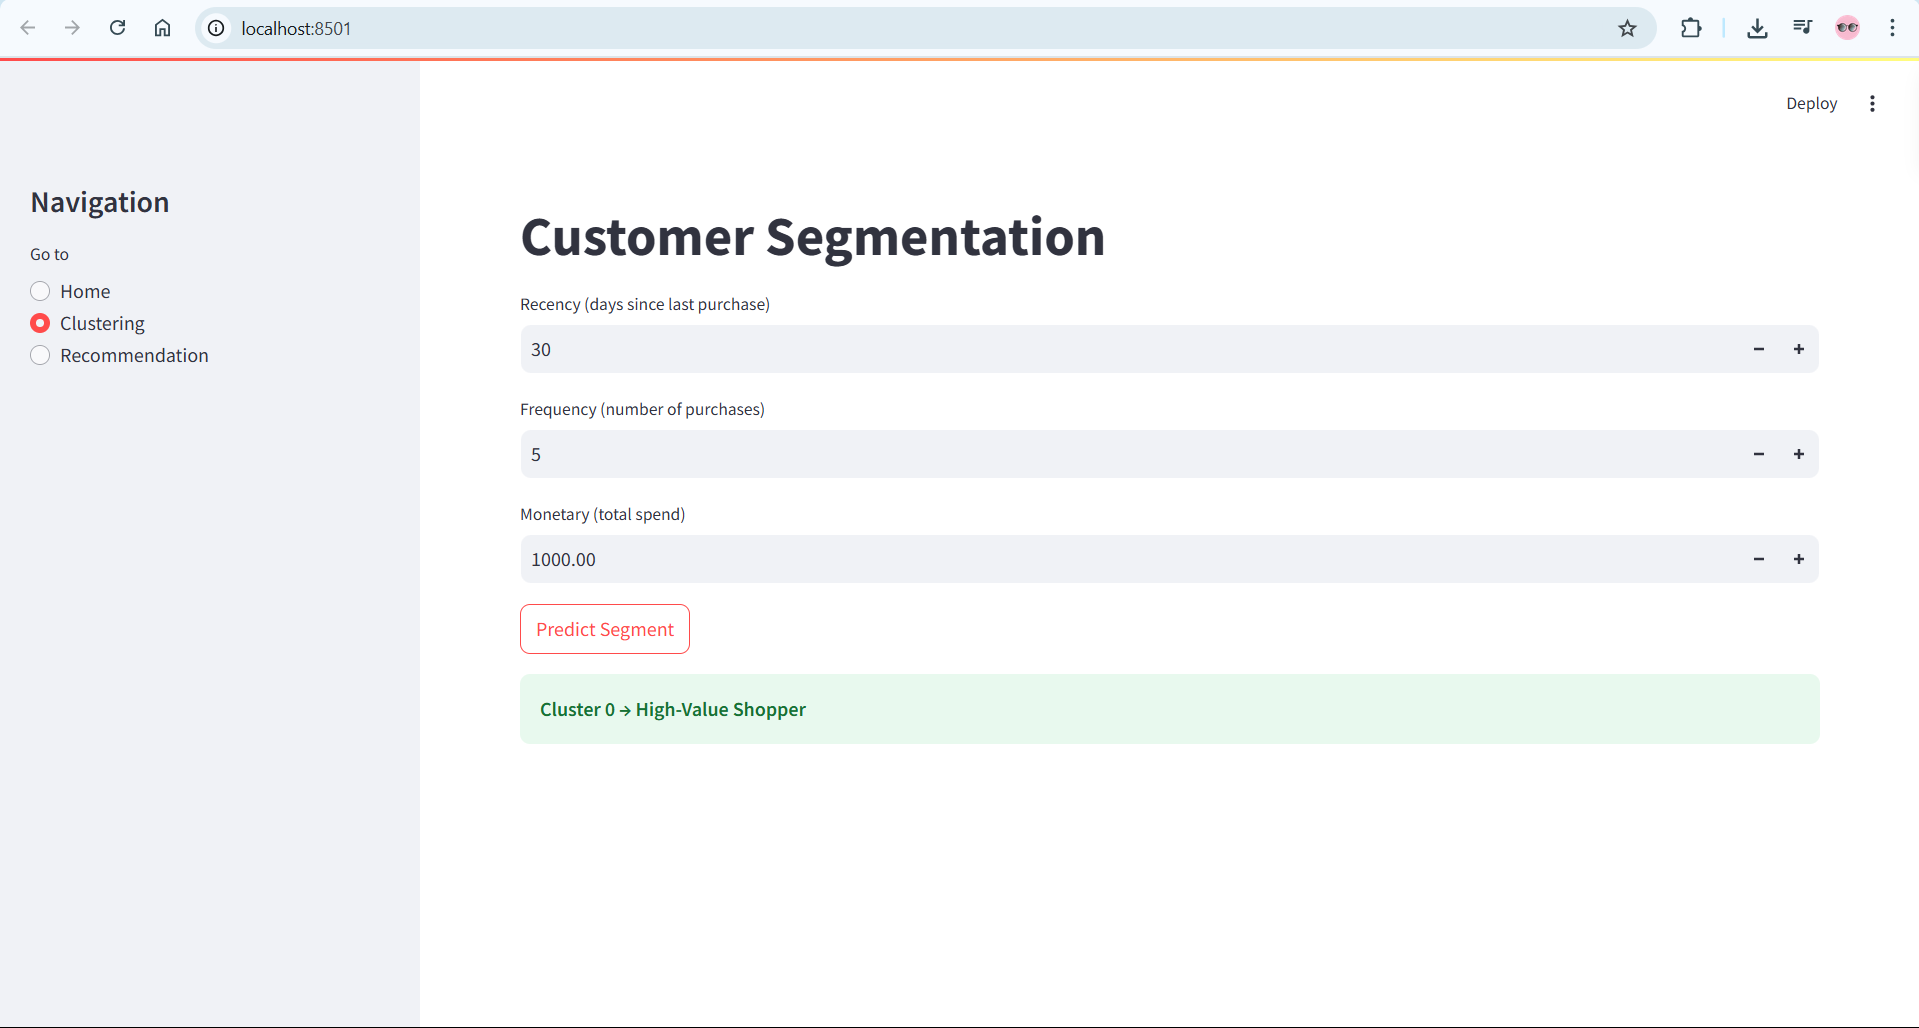 localhost:8501
Deploy
Navigation
Go to
Home
Clustering
Recommendation
Customer Segmentation
Recency (days since last purchase)
30
Frequency (number of purchases)
5
Monetary (total spend)
1000.00
Predict Segment
Cluster 0 → High-Value Shopper